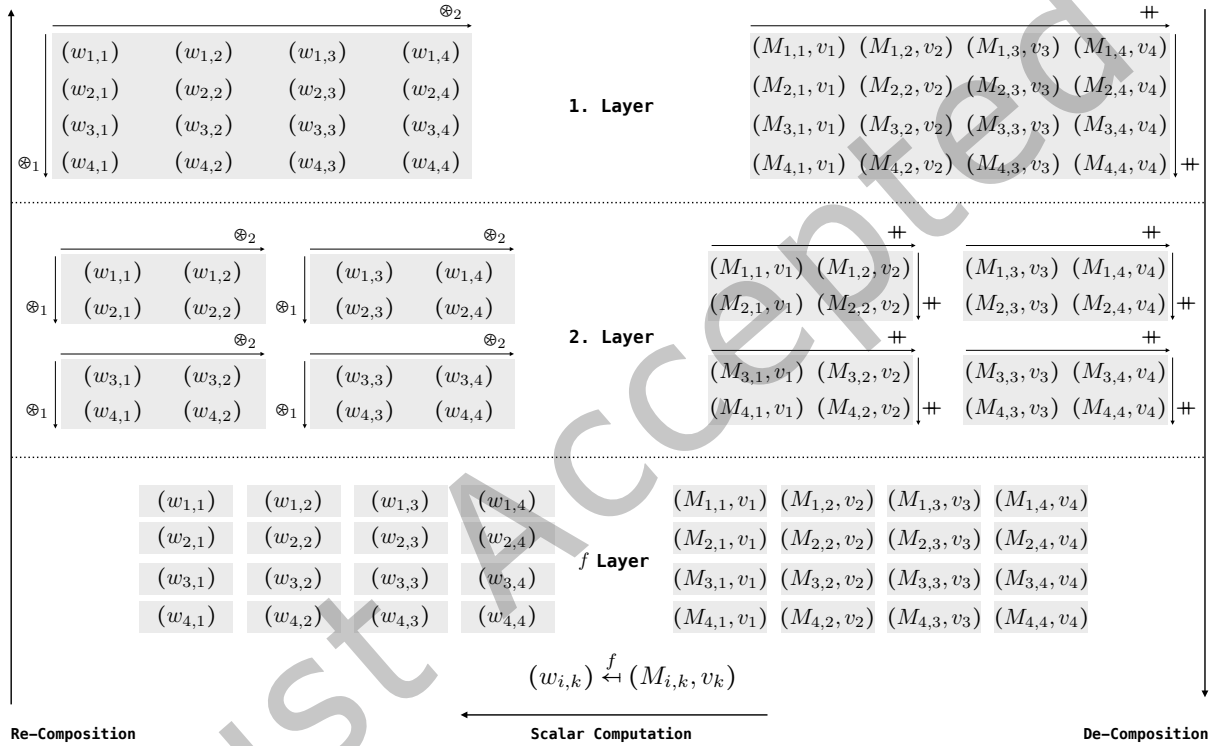 ⊛₂ ⧺
(w₁,₁) (w₁,₂) (w₁,₃) (w₁,₄) (M₁,₁, v₁) (M₁,₂, v₂) (M₁,₃, v₃) (M₁,₄, v₄)
(w₂,₁) (w₂,₂) (w₂,₃) (w₂,₄) (M₂,₁, v₁) (M₂,₂, v₂) (M₂,₃, v₃) (M₂,₄, v₄)
1. Layer
(w₃,₁) (w₃,₂) (w₃,₃) (w₃,₄) (M₃,₁, v₁) (M₃,₂, v₂) (M₃,₃, v₃) (M₃,₄, v₄)
⊛₁ (w₄,₁) (w₄,₂) (w₄,₃) (w₄,₄) (M₄,₁, v₁) (M₄,₂, v₂) (M₄,₃, v₃) (M₄,₄, v₄) ⧺
⊛₂ ⊛₂ ⧺ ⧺
(w₁,₁) (w₁,₂) (w₁,₃) (w₁,₄) (M₁,₁, v₁) (M₁,₂, v₂) (M₁,₃, v₃) (M₁,₄, v₄)
⊛₁ (w₂,₁) (w₂,₂) ⊛₁ (w₂,₃) (w₂,₄) (M₂,₁, v₁) (M₂,₂, v₂) ⧺ (M₂,₃, v₃) (M₂,₄, v₄) ⧺
⊛₂ ⊛₂ 2. Layer ⧺ ⧺
(w₃,₁) (w₃,₂) (w₃,₃) (w₃,₄) (M₃,₁, v₁) (M₃,₂, v₂) (M₃,₃, v₃) (M₃,₄, v₄)
⊛₁ (w₄,₁) (w₄,₂) ⊛₁ (w₄,₃) (w₄,₄) (M₄,₁, v₁) (M₄,₂, v₂) ⧺ (M₄,₃, v₃) (M₄,₄, v₄) ⧺
(w₁,₁) (w₁,₂) (w₁,₃) (w₁,₄) (M₁,₁, v₁) (M₁,₂, v₂) (M₁,₃, v₃) (M₁,₄, v₄)
(w₂,₁) (w₂,₂) (w₂,₃) (w₂,₄) (M₂,₁, v₁) (M₂,₂, v₂) (M₂,₃, v₃) (M₂,₄, v₄)
f Layer
(w₃,₁) (w₃,₂) (w₃,₃) (w₃,₄) (M₃,₁, v₁) (M₃,₂, v₂) (M₃,₃, v₃) (M₃,₄, v₄)
(w₄,₁) (w₄,₂) (w₄,₃) (w₄,₄) (M₄,₁, v₁) (M₄,₂, v₂) (M₄,₃, v₃) (M₄,₄, v₄)
f
(wᵢ,ₖ) ↤ (Mᵢ,ₖ, vₖ)
Re-Composition Scalar Computation De-Composition
ust Accepted